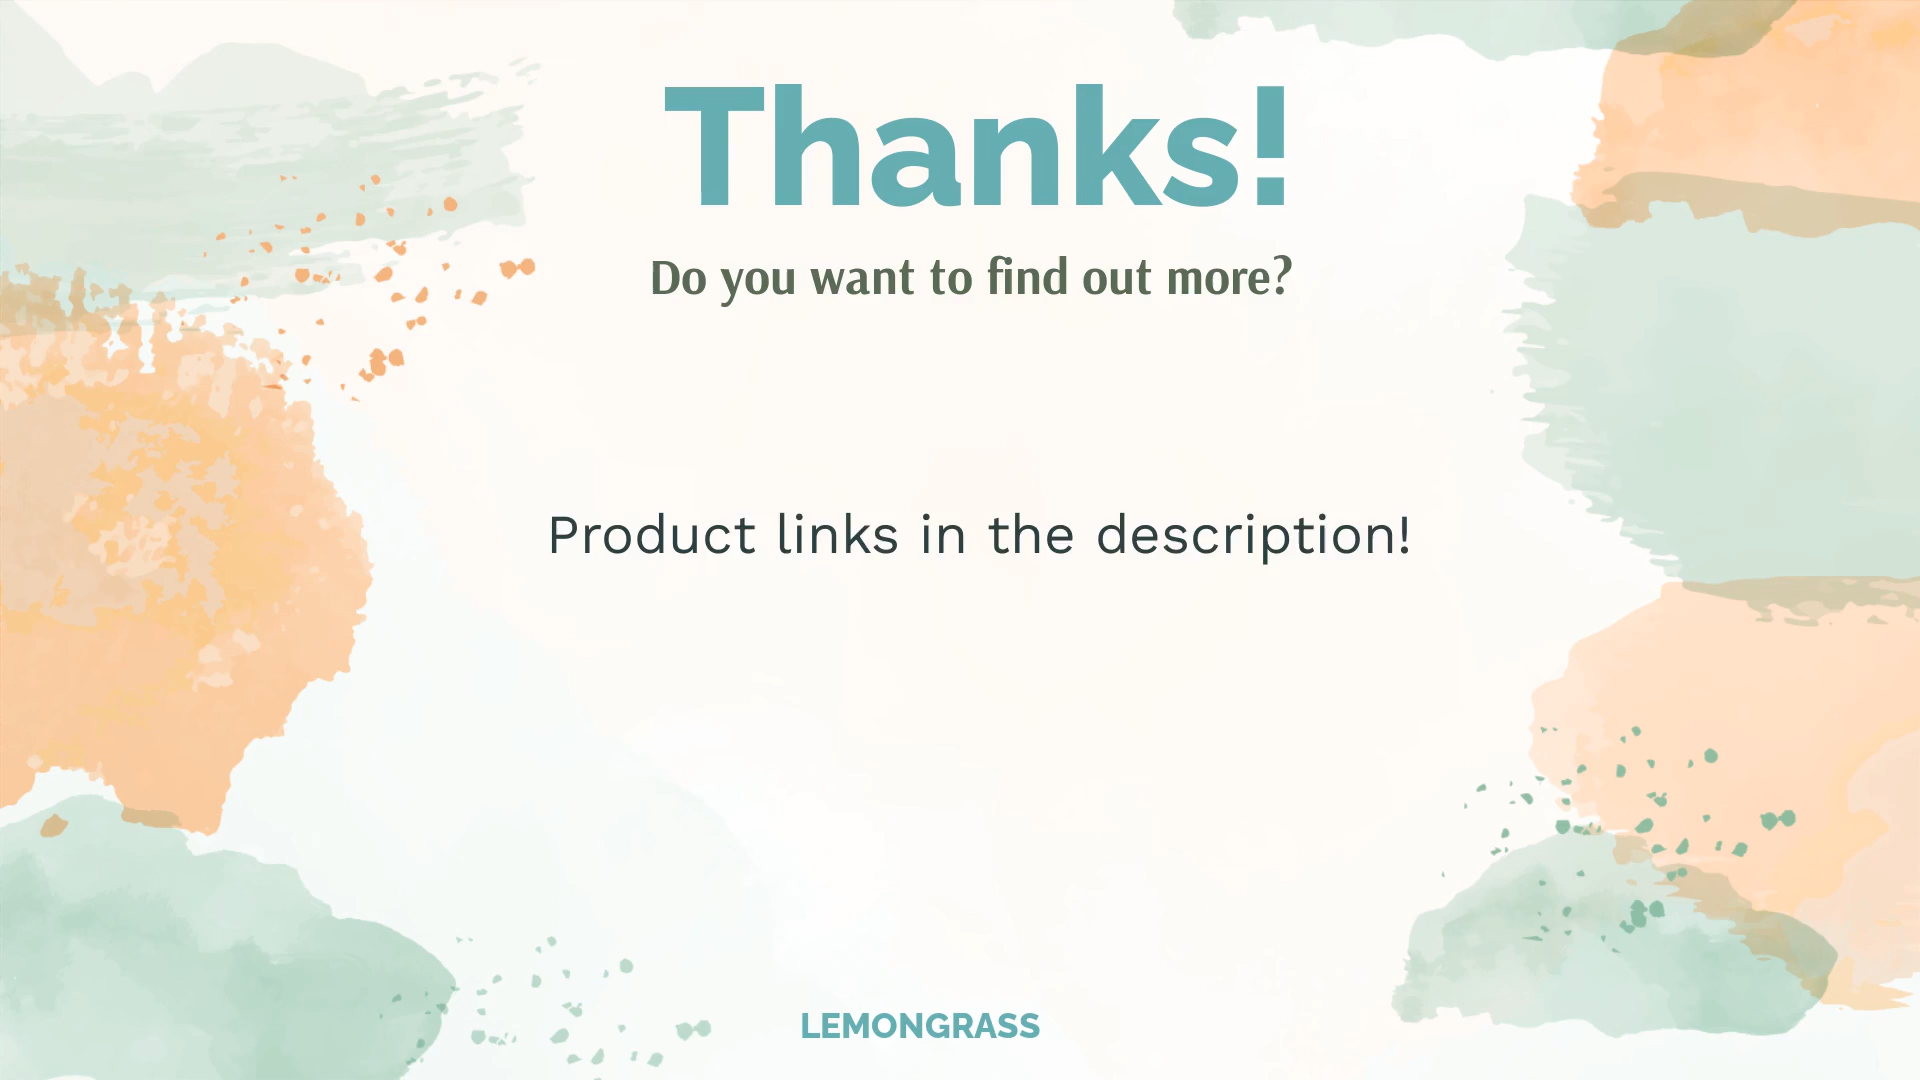 Thanks!
Do you want to find out more?
Product links in the description!
LEMONGRASS